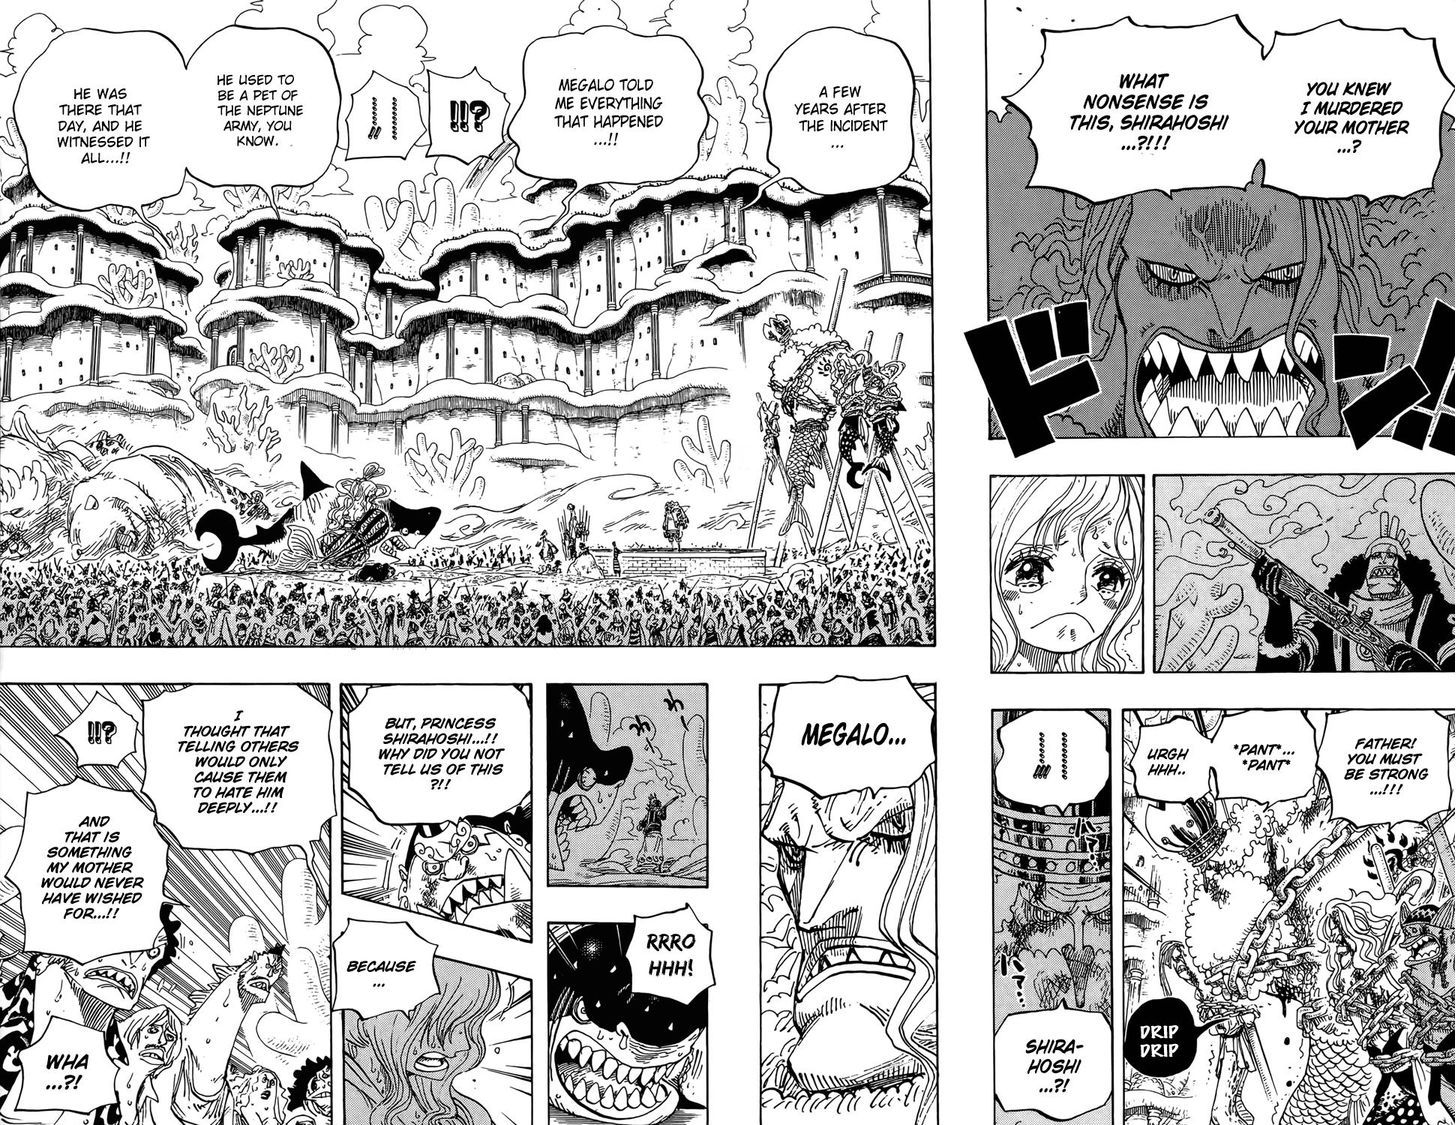 YOU KNEW
I MURDERED
YOUR MOTHER
...?
WHAT
NONSENSE IS
THIS, SHIRAHOSHI
...?!!!
ドン!!
FATHER!
YOU MUST
BE STRONG
...!!!
*PANT*...
*PANT*
URGH
HHH..
DRIP
DRIP
SHIRA-
HOSHI
...?!
A FEW
YEARS AFTER
THE INCIDENT
...
MEGALO TOLD
ME EVERYTHING
THAT HAPPENED
...!!
!!?
HE USED TO
BE A PET OF
THE NEPTUNE
ARMY, YOU
KNOW.
HE WAS
THERE THAT
DAY, AND HE
WITNESSED IT
ALL...!!
MEGALO...
RRRO
HHH!
BUT, PRINCESS
SHIRAHOSHI...!!
WHY DID YOU NOT
TELL US OF THIS
?!!
BECAUSE
...
I
THOUGHT THAT
TELLING OTHERS
WOULD ONLY
CAUSE THEM
TO HATE HIM
DEEPLY...!!
!!?
AND
THAT IS
SOMETHING
MY MOTHER
WOULD NEVER
HAVE WISHED
FOR...!!
WHA
...?!